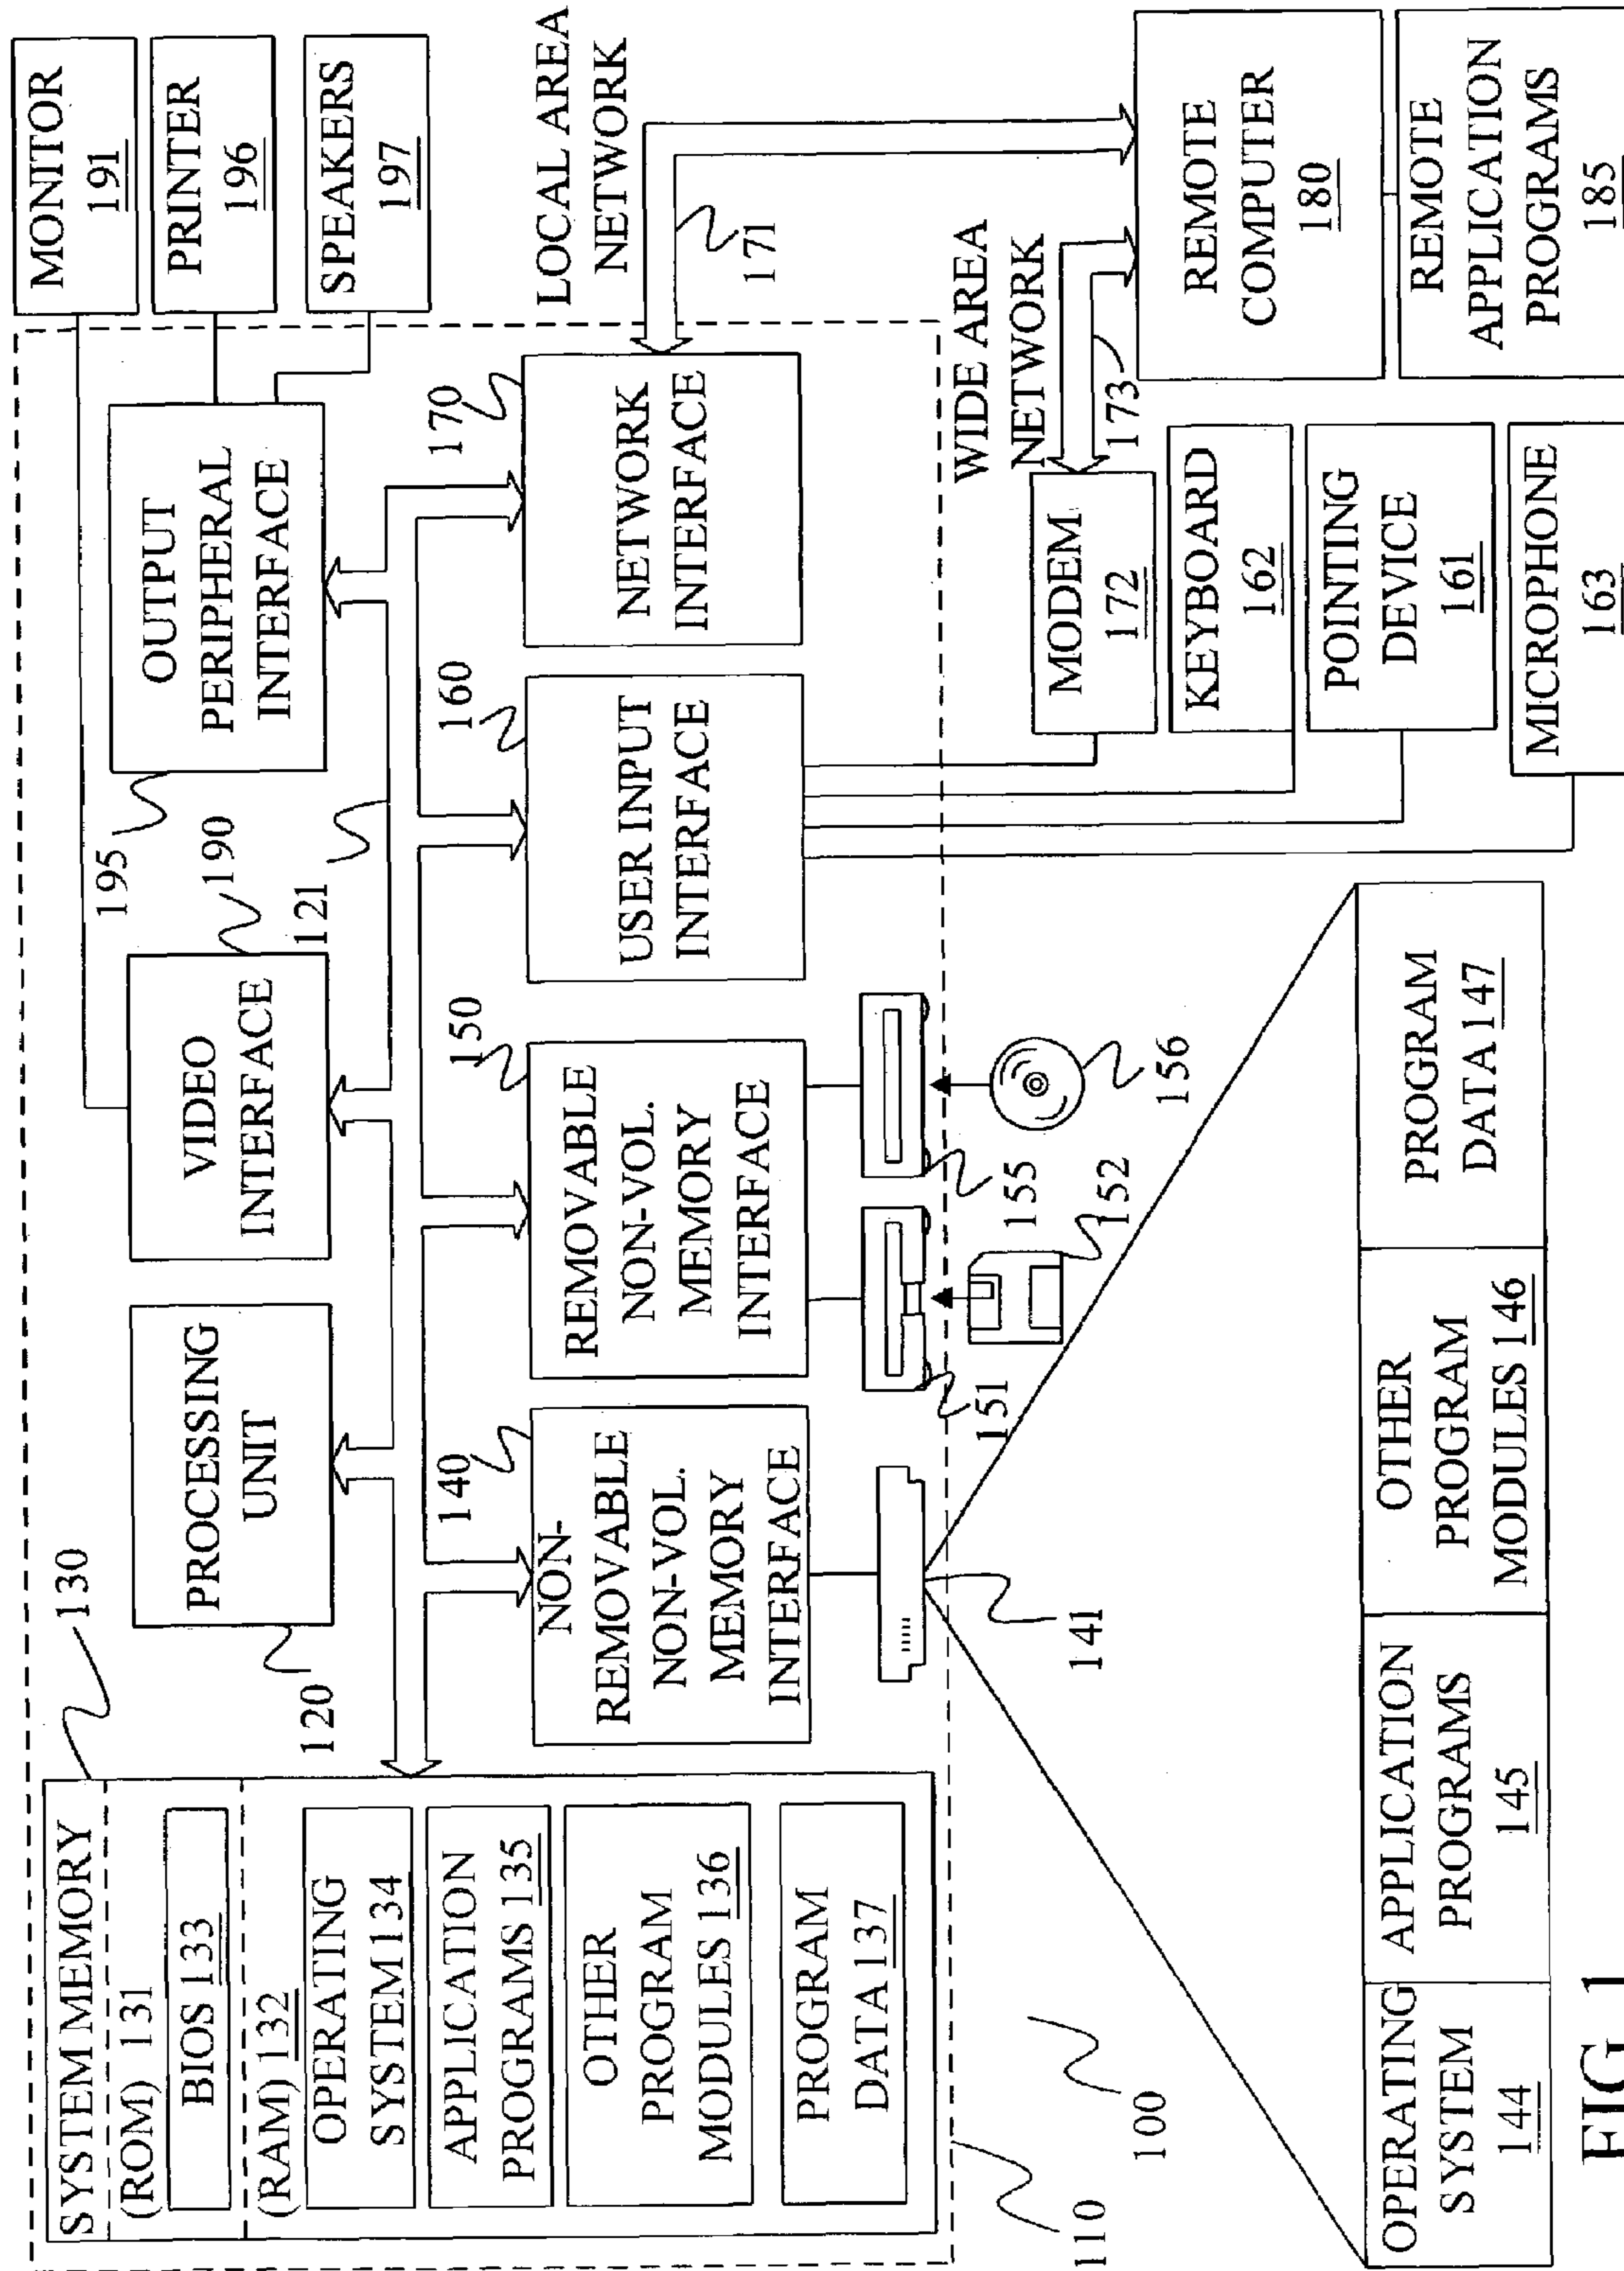 SYSTEM MEMORY
(ROM) 131
BIOS 133
(RAM) 132
OPERATING
SYSTEM 134
APPLICATION
PROGRAMS 135
OTHER
PROGRAM
MODULES 136
PROGRAM
DATA 137
130
120
PROCESSING
UNIT
VIDEO
INTERFACE
190
121
195
OUTPUT
PERIPHERAL
INTERFACE
MONITOR
191
PRINTER
196
SPEAKERS
197
140
NON-
REMOVABLE
NON-VOL.
MEMORY
INTERFACE
150
REMOVABLE
NON-VOL.
MEMORY
INTERFACE
160
USER INPUT
INTERFACE
170
NETWORK
INTERFACE
LOCAL AREA
NETWORK
171
141
151
155
152
156
WIDE AREA
NETWORK
173
MODEM
172
KEYBOARD
162
POINTING
DEVICE
161
MICROPHONE
163
REMOTE
COMPUTER
180
REMOTE
APPLICATION
PROGRAMS
185
110
100
OPERATING
SYSTEM
144
APPLICATION
PROGRAMS
145
OTHER
PROGRAM
MODULES 146
PROGRAM
DATA 147
FIG. 1